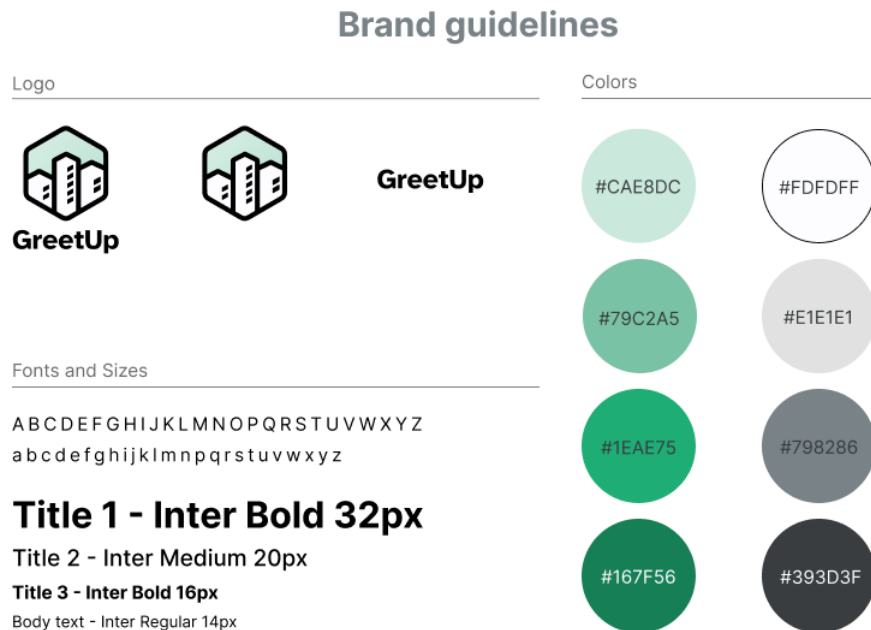 Brand guidelines
Logo
GreetUp
GreetUp
Fonts and Sizes
A B C D E F G H I J K L M N O P Q R S T U V W X Y Z
a b c d e f g h i j k l m n p q r s t u v w x y z
Title 1 - Inter Bold 32px
Title 2 - Inter Medium 20px
Title 3 - Inter Bold 16px
Body text - Inter Regular 14px
Colors
#CAE8DC
#FDFDFF
#79C2A5
#E1E1E1
#1EAE75
#798286
#167F56
#393D3F